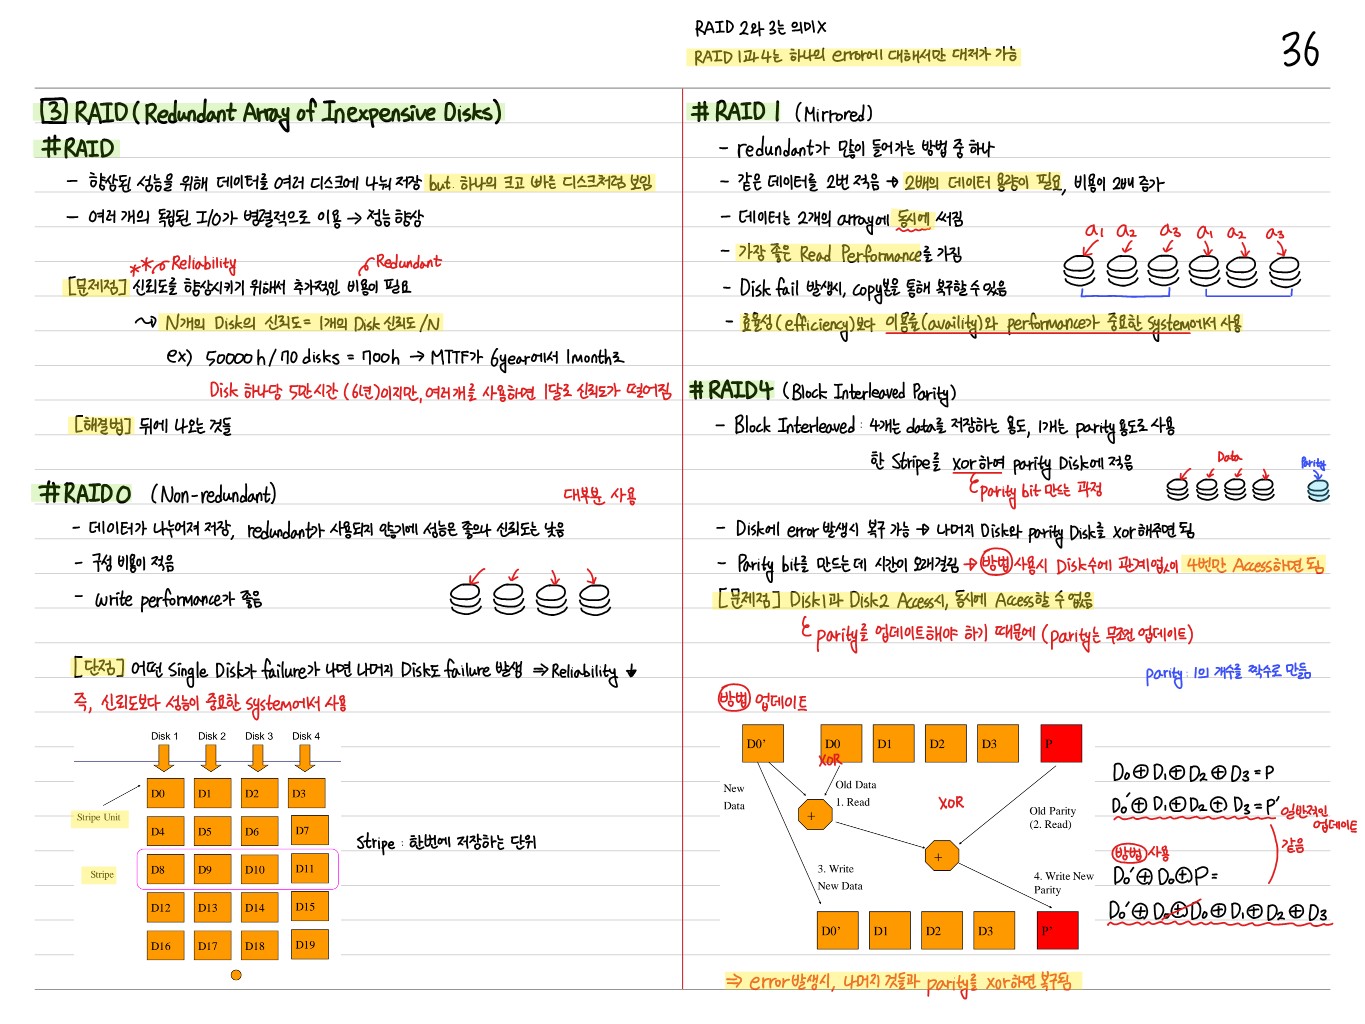 RAID 2와 3는 의미X
RAID 1과 4는 하나의 error에 대해서만 대처가 가능
36
3 RAID (Redundant Array of Inexpensive Disks)
# RAID
- 향상된 성능을 위해 데이터를 여러 디스크에 나눠 저장 but 하나의 크고 빠른 디스크처럼 보임
- 여러 개의 독립된 I/O가 병렬적으로 이용 → 성능 향상
** Reliability
Redundant
[문제점] 신뢰도를 향상시키기 위해서 추가적인 비용이 필요
N개의 Disk의 신뢰도 = 1개의 Disk 신뢰도/N
ex) 50000h/70 disks = 700h → MTTF가 6year에서 1month로
Disk 하나당 5만시간 (6년)이지만, 여러개를 사용하면 1달로 신뢰도가 떨어짐
[해결법] 뒤에 나오는 것들
# RAID 0 (Non-redundant)
대부분 사용
- 데이터가 나누어져 저장, redundant가 사용되지 않기에 성능은 좋으나 신뢰도는 낮음
- 구성 비용이 적음
- write performance가 좋음
[단점] 어떤 Single Disk가 failure가 나면 나머지 Disk도 failure 발생 ⇒ Reliability ↓
즉, 신뢰도보다 성능이 중요한 system에서 사용
Disk 1 Disk 2 Disk 3 Disk 4
D0 D1 D2 D3
Stripe Unit
D4 D5 D6 D7
Stripe : 한번에 저장하는 단위
Stripe
D8 D9 D10 D11
D12 D13 D14 D15
D16 D17 D18 D19
# RAID 1 (Mirrored)
- redundant가 많이 들어가는 방법 중 하나
- 같은 데이터를 2번 적음 → 2배의 데이터 용량이 필요, 비용이 2배 증가
- 데이터는 2개의 array에 동시에 써짐
a1 a2 a3 a1 a2 a3
- 가장 좋은 Read Performance를 가짐
- Disk fail 발생시, copy본을 통해 복구할 수 있음
- 효율성(efficiency)보다 이용률(availity)와 performance가 중요한 system에서 사용
# RAID4 (Block Interleaved Parity)
- Block Interleaved : 4개는 data를 저장하는 용도, 1개는 parity 용도로 사용
한 Stripe를 xor하여 parity Disk에 적음
parity bit 만드는 과정
Data
Parity
- Disk에 error 발생시 복구 가능 → 나머지 Disk와 parity Disk를 xor해주면 됨
- Parity bit를 만드는 데 시간이 오래걸림 → 방법 사용시 Disk수에 관계없이 4번만 Access하면 됨
[문제점] Disk1과 Disk2 Access시, 동시에 Access할 수 없음
parity를 업데이트해야 하기 때문에 (parity는 무조건 업데이트)
parity : 1의 개수를 짝수로 만듦
방법 업데이트
D0' D0 D1 D2 D3 P
XOR
New Data
Old Data
1. Read
XOR
Old Parity
(2. Read)
+
+
3. Write
New Data
4. Write New
Parity
D0' D1 D2 D3 P'
D0⊕D1⊕D2⊕D3=P
D0'⊕D1⊕D2⊕D3=P'
일반적인 업데이트
같음
방법 사용
D0'⊕D0⊕P=
D0'⊕D0⊕D0⊕D1⊕D2⊕D3
⇒ error 발생시, 나머지 것들과 parity를 xor하면 복구됨